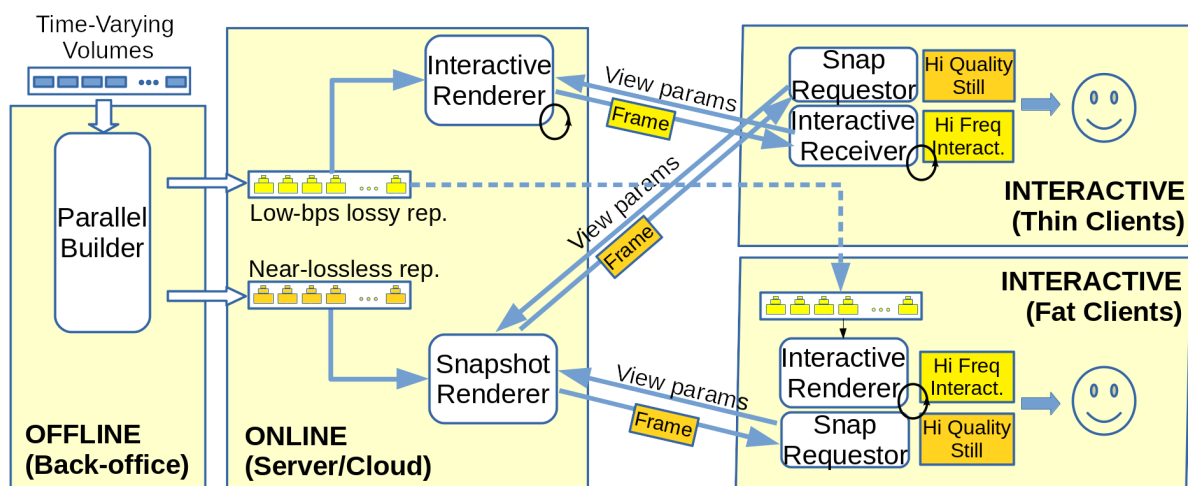 Time-Varying
Volumes
Parallel
Builder
OFFLINE
(Back-office)
Interactive
Renderer
Low-bps lossy rep.
Near-lossless rep.
Snapshot
Renderer
ONLINE
(Server/Cloud)
View params
Frame
View params
Frame
View params
Frame
Snap
Requestor
Hi Quality
Still
Interactive
Receiver
Hi Freq
Interact.
INTERACTIVE
(Thin Clients)
INTERACTIVE
(Fat Clients)
Interactive
Renderer
Hi Freq
Interact.
Snap
Requestor
Hi Quality
Still